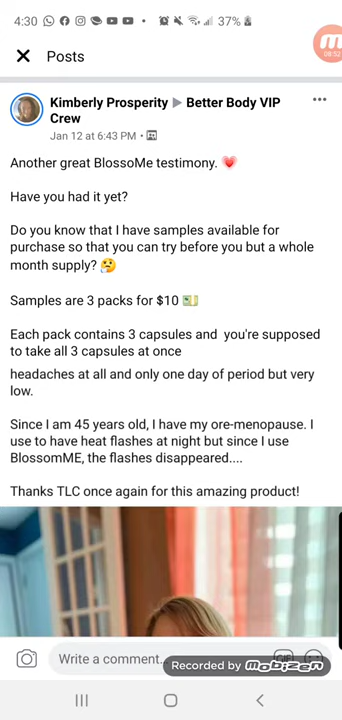 4:30 37%
08:52
Posts
Kimberly Prosperity ▶ Better Body VIP
Crew
Jan 12 at 6:43 PM •
Another great BlossoMe testimony. 💗
Have you had it yet?
Do you know that I have samples available for
purchase so that you can try before you but a whole
month supply? 🤔
Samples are 3 packs for $10 💵
Each pack contains 3 capsules and you're supposed
to take all 3 capsules at once
headaches at all and only one day of period but very
low.
Since I am 45 years old, I have my ore-menopause. I
use to have heat flashes at night but since I use
BlossomME, the flashes disappeared....
Thanks TLC once again for this amazing product!
Write a comment...
GIF
Recorded by mobizen